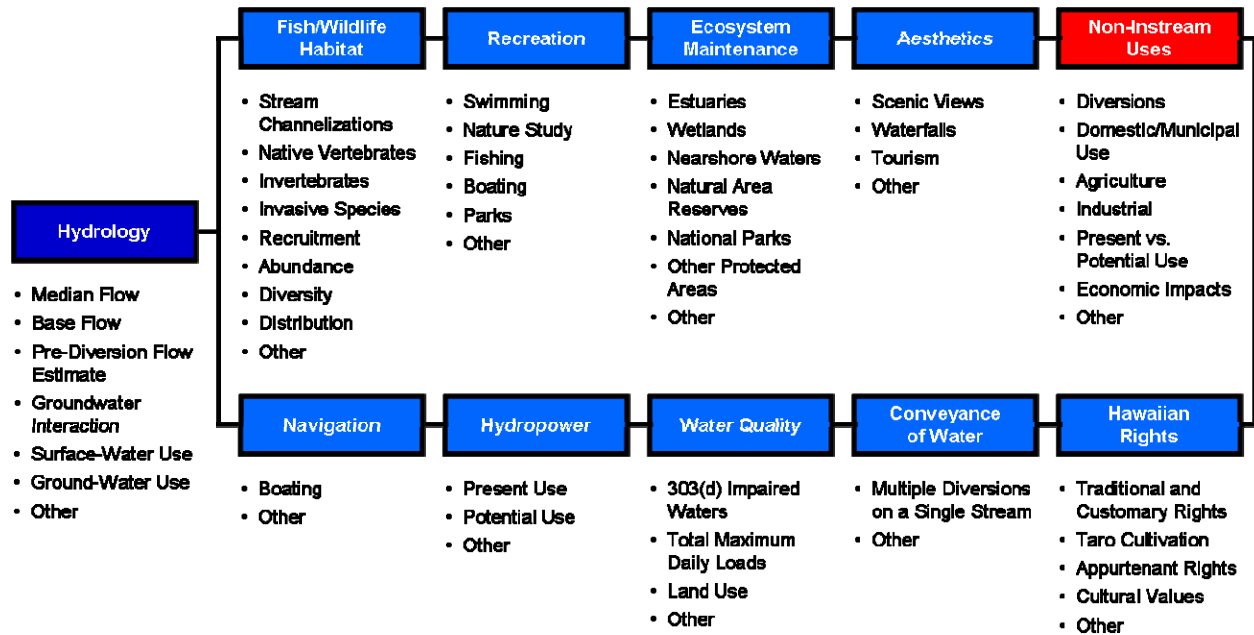 Fish/Wildlife
Habitat
Recreation
Ecosystem
Maintenance
Aesthetics
Non-Instream
Uses
• Stream
Channelizations
• Native Vertebrates
• Invertebrates
• Invasive Species
• Recruitment
• Abundance
• Diversity
• Distribution
• Other
• Swimming
• Nature Study
• Fishing
• Boating
• Parks
• Other
• Estuaries
• Wetlands
• Nearshore Waters
• Natural Area
Reserves
• National Parks
• Other Protected
Areas
• Other
• Scenic Views
• Waterfalls
• Tourism
• Other
• Diversions
• Domestic/Municipal
Use
• Agriculture
• Industrial
• Present vs.
Potential Use
• Economic Impacts
• Other
Hydrology
• Median Flow
• Base Flow
• Pre-Diversion Flow
Estimate
• Groundwater
Interaction
• Surface-Water Use
• Ground-Water Use
• Other
Navigation
Hydropower
Water Quality
Conveyance
of Water
Hawaiian
Rights
• Boating
• Other
• Present Use
• Potential Use
• Other
• 303(d) Impaired
Waters
• Total Maximum
Daily Loads
• Land Use
• Other
• Multiple Diversions
on a Single Stream
• Other
• Traditional and
Customary Rights
• Taro Cultivation
• Appurtenant Rights
• Cultural Values
• Other